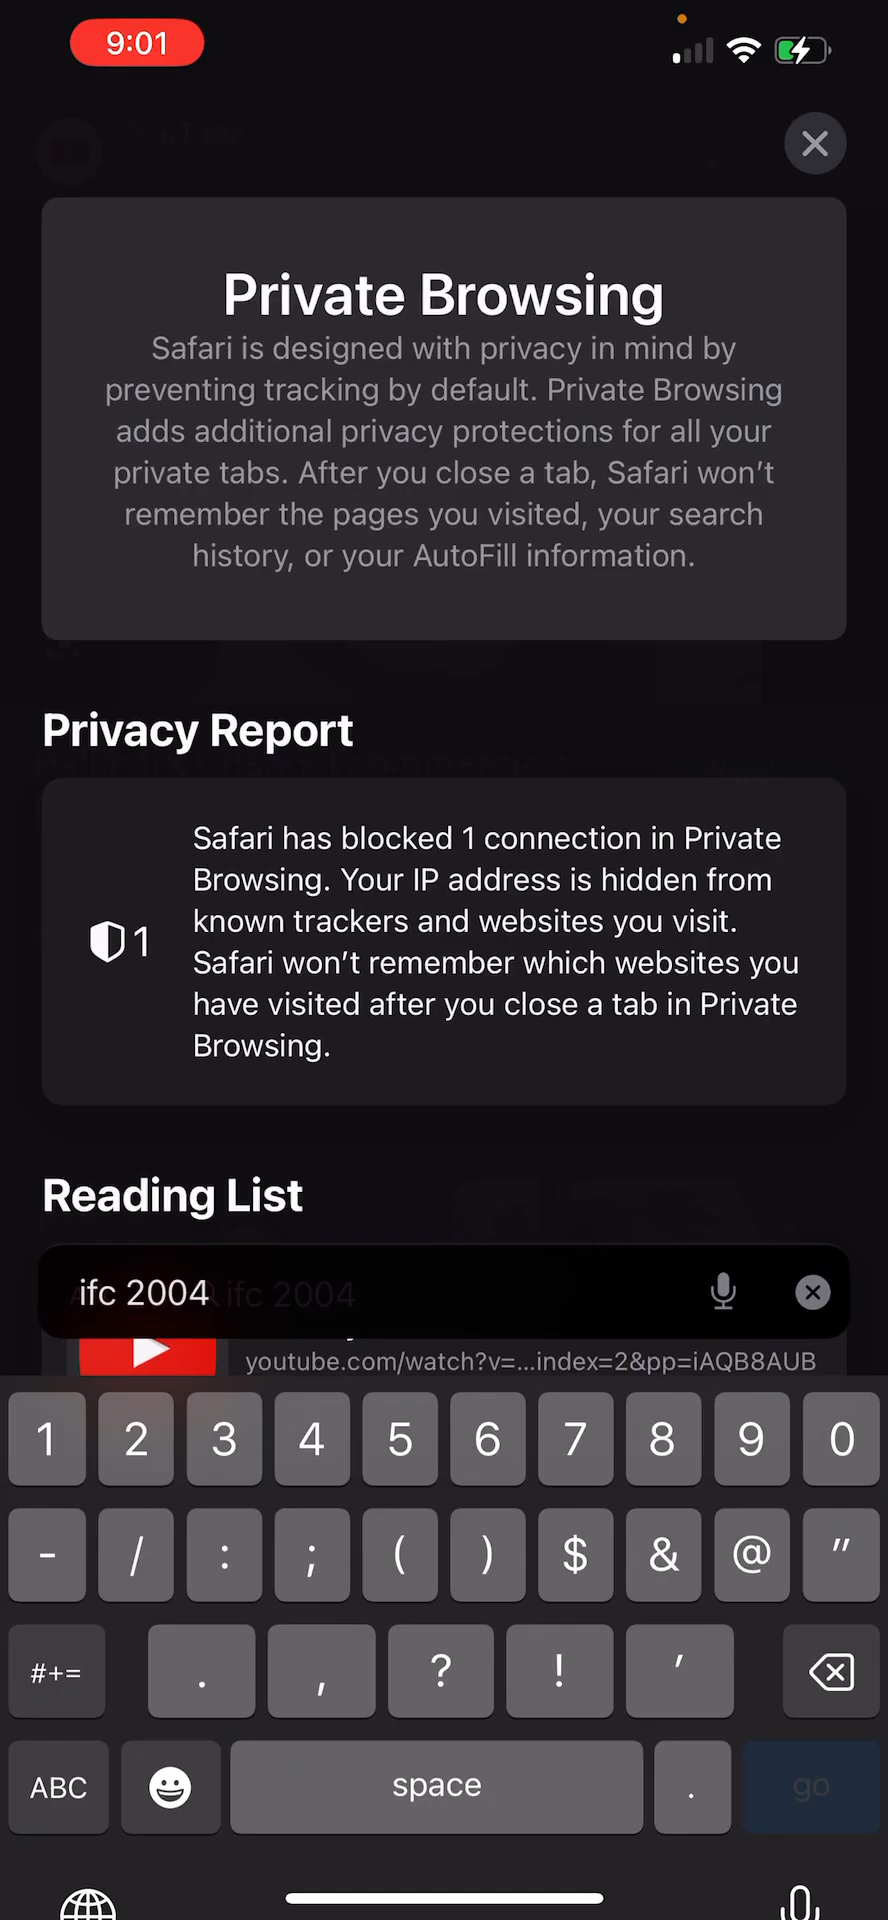 9:01
Private Browsing
Safari is designed with privacy in mind by
preventing tracking by default. Private Browsing
adds additional privacy protections for all your
private tabs. After you close a tab, Safari won’t
remember the pages you visited, your search
history, or your AutoFill information.
Privacy Report
1
Safari has blocked 1 connection in Private
Browsing. Your IP address is hidden from
known trackers and websites you visit.
Safari won’t remember which websites you
have visited after you close a tab in Private
Browsing.
Reading List
ifc 2004 ifc 2004
youtube.com/watch?v=...index=2&pp=iAQB8AUB
1 2 3 4 5 6 7 8 9 0
- / : ; ( ) $ & @ "
#+= . , ? ! ’
ABC space . go